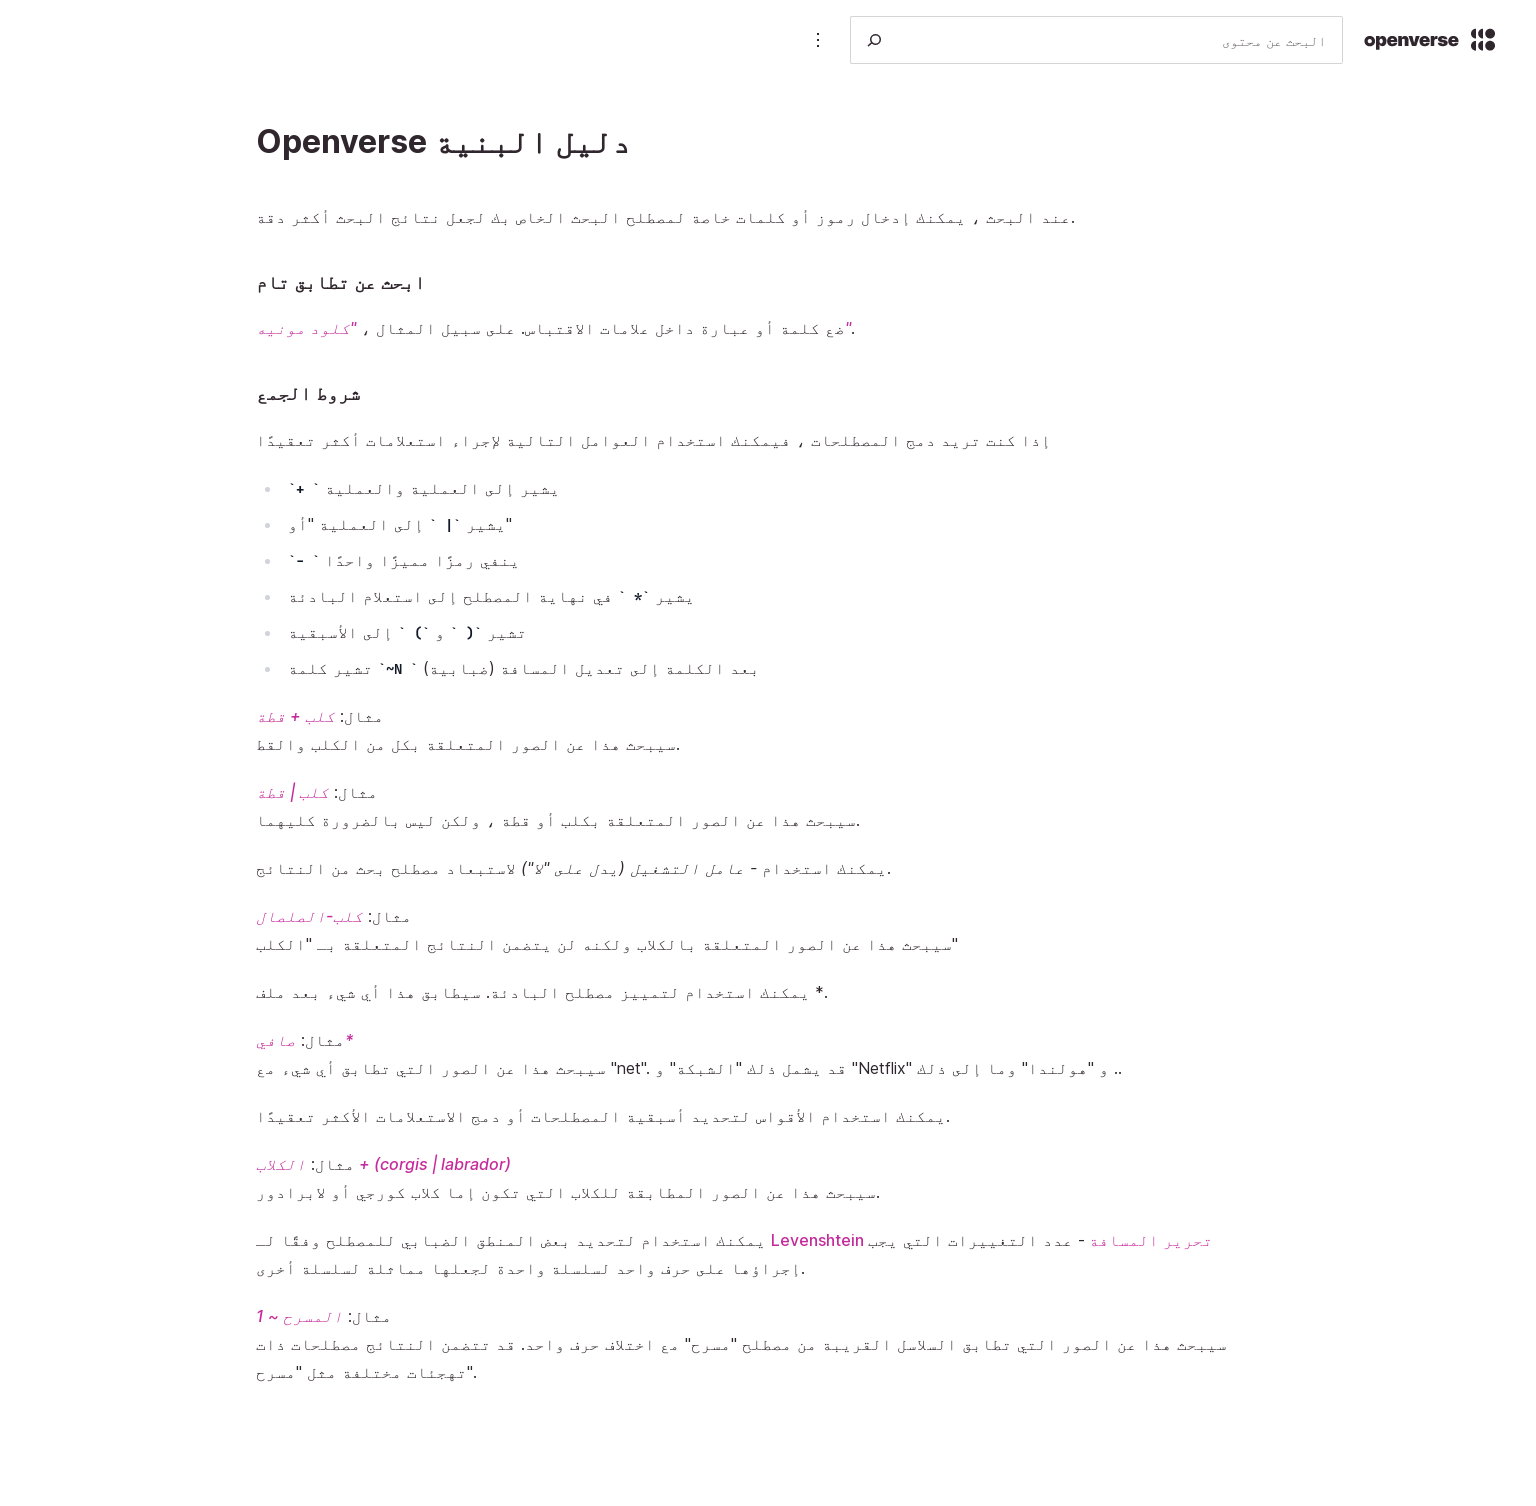 openverse
البحث عن محتوى
دليل البنية Openverse
عند البحث ، يمكنك إدخال رموز أو كلمات خاصة لمصطلح البحث الخاص بك لجعل نتائج البحث أكثر دقة.
ابحث عن تطابق تام
ضع كلمة أو عبارة داخل علامات الاقتباس. على سبيل المثال ، "كلود مونيه".
شروط الجمع
إذا كنت تريد دمج المصطلحات ، فيمكنك استخدام العوامل التالية لإجراء استعلامات أكثر تعقيدًا
يشير إلى العملية والعملية ` +`
يشير `| ` إلى العملية "أو"
ينفي رمزًا مميزًا واحدًا ` -`
يشير `* ` في نهاية المصطلح إلى استعلام البادئة
تشير `( ` و `) ` إلى الأسبقية
تشير كلمة `~N ` بعد الكلمة إلى تعديل المسافة (ضبابية)
مثال: كلب + قطة
سيبحث هذا عن الصور المتعلقة بكل من الكلب والقط.
مثال: كلب | قطة
سيبحث هذا عن الصور المتعلقة بكلب أو قطة ، ولكن ليس بالضرورة كليهما.
يمكنك استخدام - عامل التشغيل (يدل على "لا") لاستبعاد مصطلح بحث من النتائج.
مثال: كلب-الصلصال
سيبحث هذا عن الصور المتعلقة بالكلاب ولكنه لن يتضمن النتائج المتعلقة بـ "الكلب"
يمكنك استخدام لتمييز مصطلح البادئة. سيطابق هذا أي شيء بعد ملف *.
مثال: صافي*
سيبحث هذا عن الصور التي تطابق أي شيء مع "net". قد يشمل ذلك "الشبكة" و "Netflix" و "هولندا" وما إلى ذلك ..
يمكنك استخدام الأقواس لتحديد أسبقية المصطلحات أو دمج الاستعلامات الأكثر تعقيدًا.
مثال: الكلاب + (corgis | labrador)
سيبحث هذا عن الصور المطابقة للكلاب التي تكون إما كلاب كورجي أو لابرادور.
يمكنك استخدام لتحديد بعض المنطق الضبابي للمصطلح وفقًا لـ Levenshtein تحرير المسافة - عدد التغييرات التي يجب
إجراؤها على حرف واحد لسلسلة واحدة لجعلها مماثلة لسلسلة أخرى.
مثال: المسرح ~ 1
سيبحث هذا عن الصور التي تطابق السلاسل القريبة من مصطلح "مسرح" مع اختلاف حرف واحد. قد تتضمن النتائج مصطلحات ذات
تهجئات مختلفة مثل "مسرح".